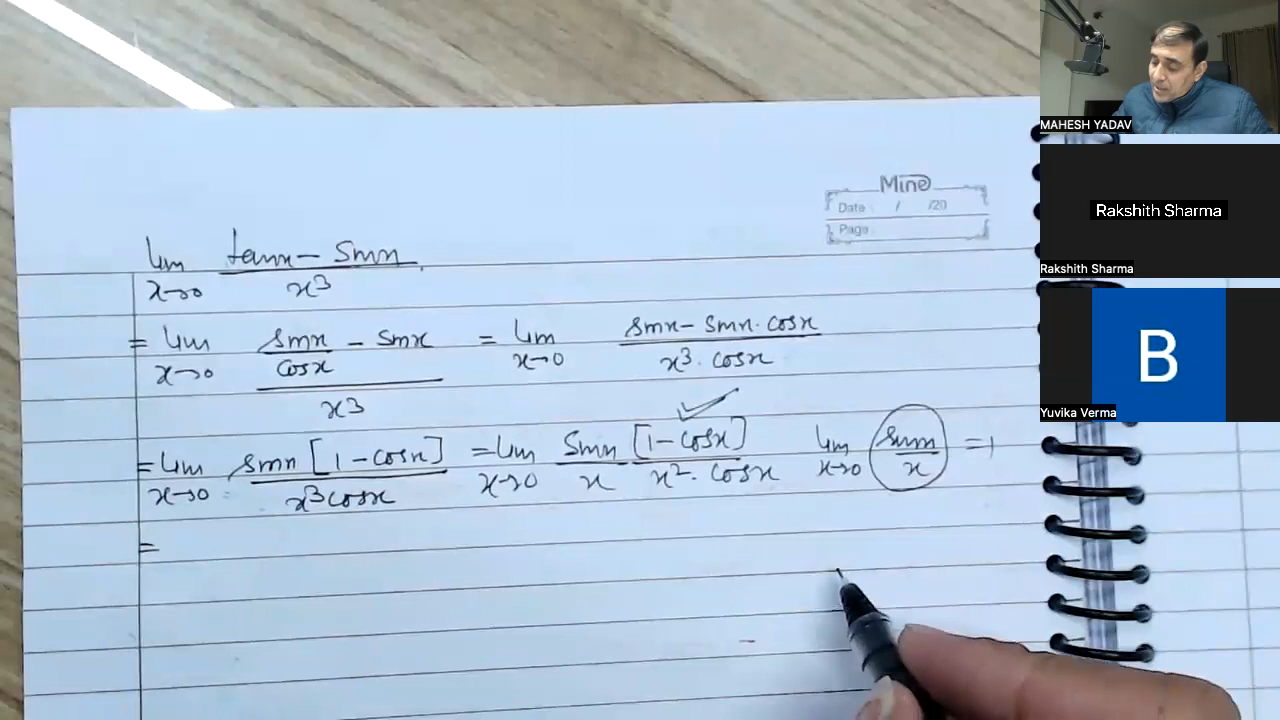 Mine
Date : / /20
Page :
lim tanx - sinx
x→0 x³
= lim sinx - sinx = lim sinx - sinx. cosx
x→0 cosx x→0 x³. cosx
x³
= lim sinx [1 - cosx] = lim sinx [1 - cosx] lim sinx = 1
x→0 x³cosx x→0 x x². cosx x→0 x
=
MAHESH YADAV
Rakshith Sharma
Rakshith Sharma
B
Yuvika Verma